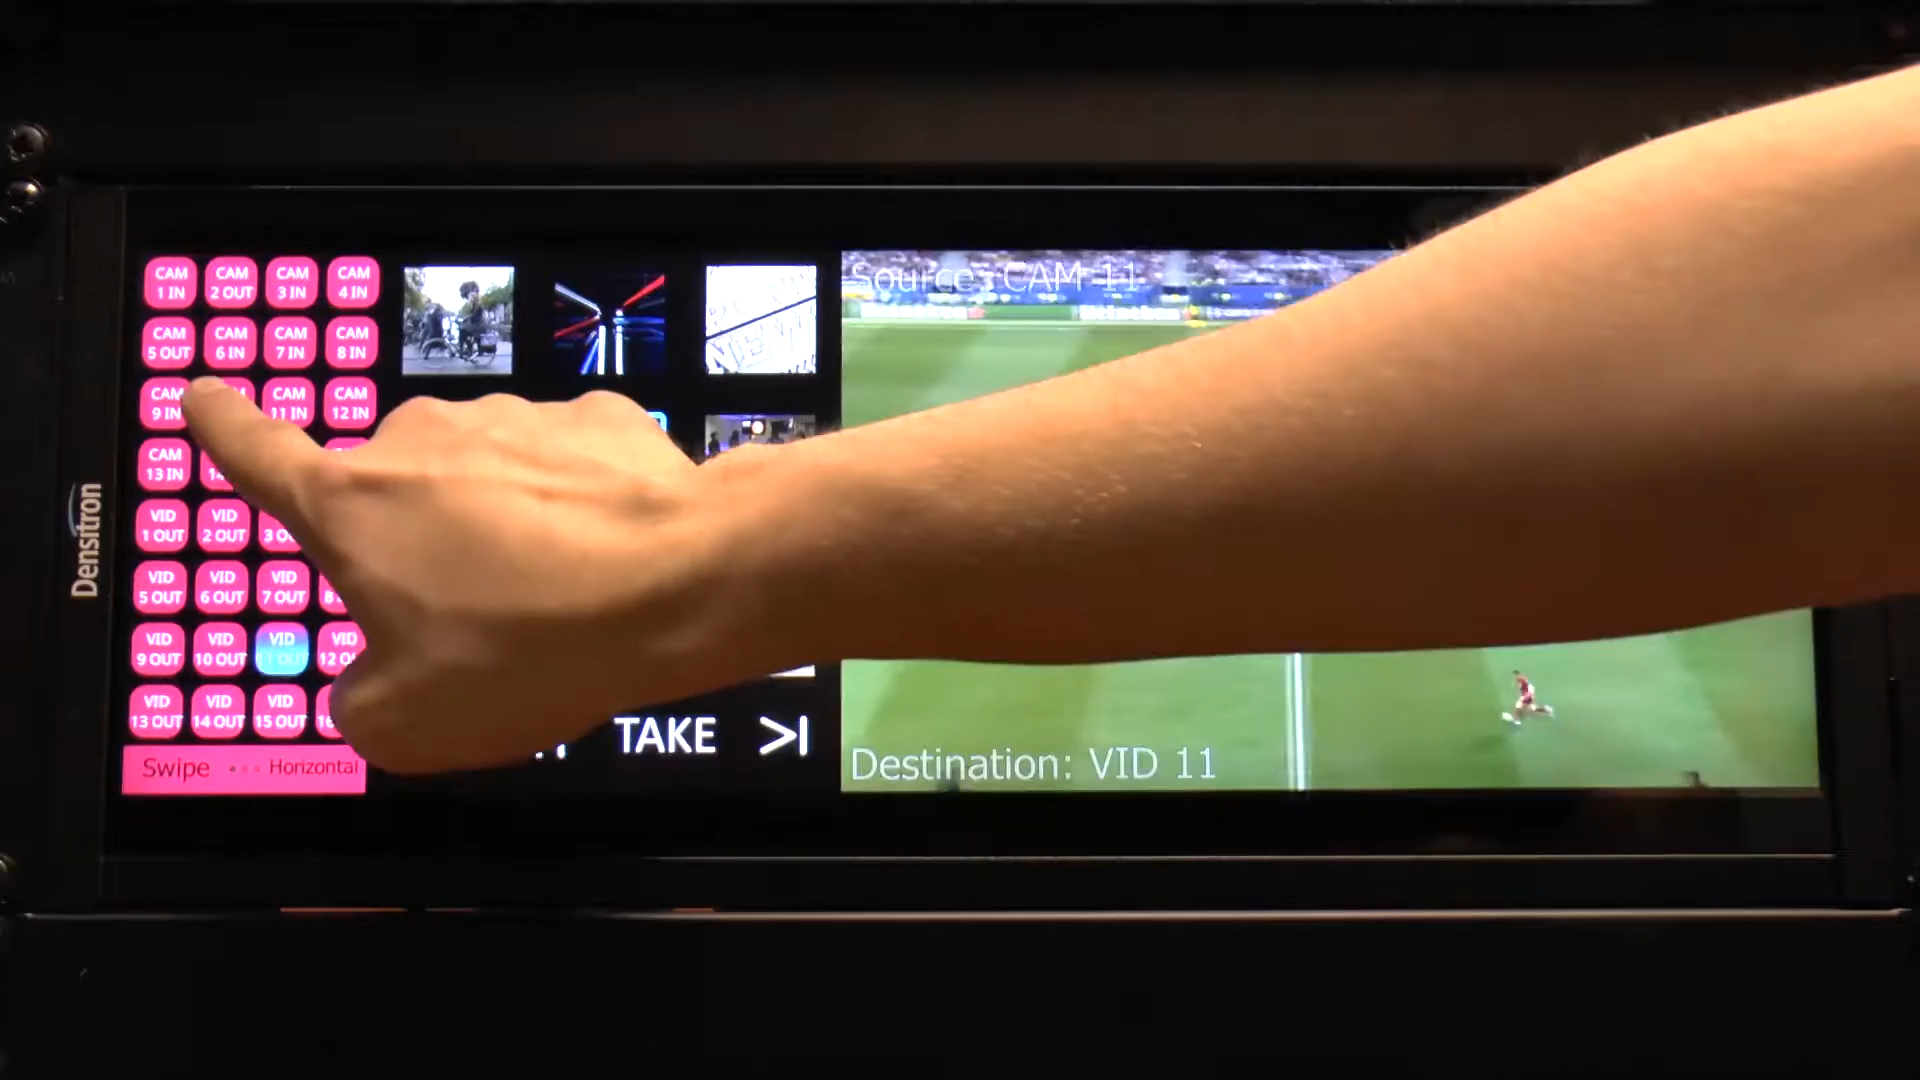 CAM
1 IN
CAM
2 OUT
CAM
3 IN
CAM
4 IN
CAM
5 OUT
CAM
6 IN
CAM
7 IN
CAM
8 IN
CAM
9 IN
CAM
11 IN
CAM
12 IN
CAM
13 IN
14
VID
1 OUT
VID
2 OUT
VID
5 OUT
VID
6 OUT
VID
7 OUT
VID
9 OUT
VID
10 OUT
VID
11 OUT
VID
VID
13 OUT
VID
14 OUT
VID
15 OUT
Swipe Horizontal
TAKE >|
Source: CAM 11
Destination: VID 11
Densitron